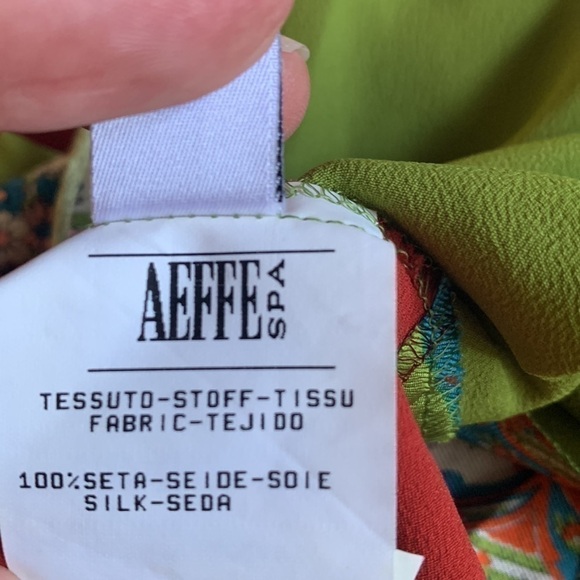 AEFFE SPA
TESSUTO-STOFF-TISSU
FABRIC-TEJIDO
100%SETA-SEIDE-SOIE
SILK-SEDA